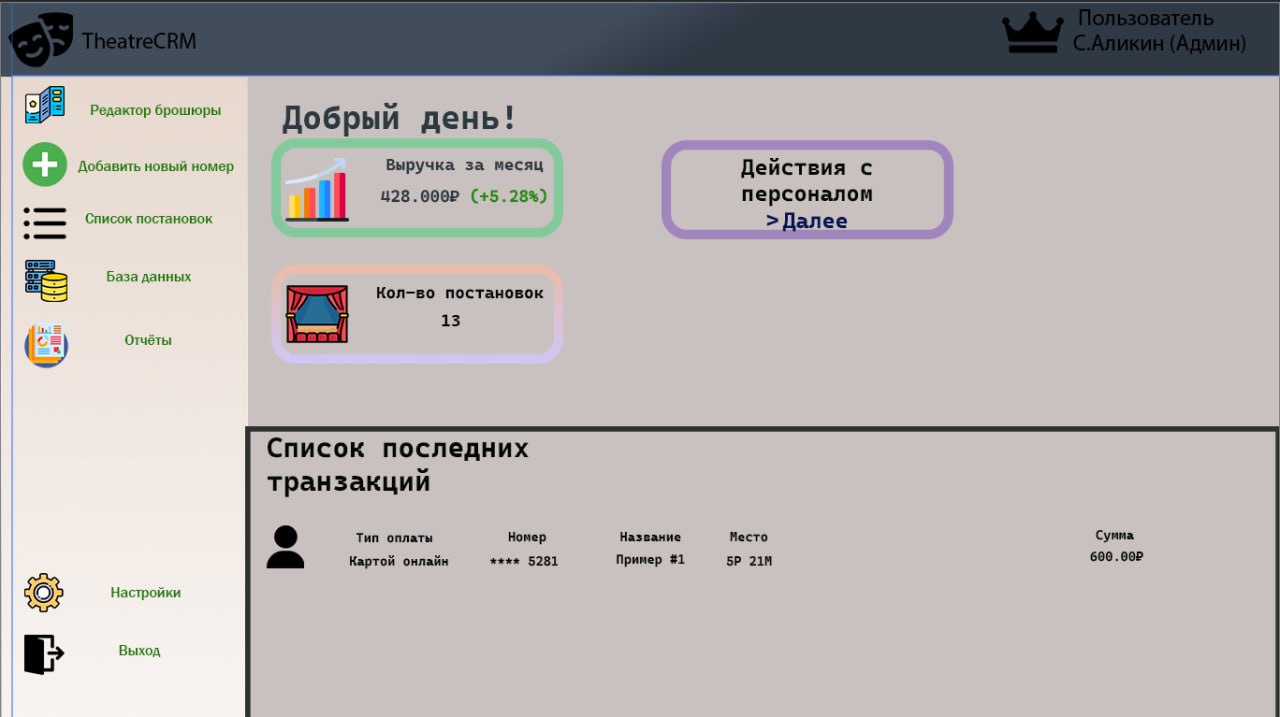 TheatreCRM
Пользователь
С.Аликин (Админ)
Редактор брошюры
Добавить новый номер
Список постановок
База данных
Отчёты
Настройки
Выход
Добрый день!
Выручка за месяц
428.000₽ (+5.28%)
Действия с
персоналом
>Далее
Кол-во постановок
13
Список последних
транзакций
Тип оплаты Номер Название Место Сумма
Картой онлайн **** 5281 Пример #1 5Р 21М 600.00₽